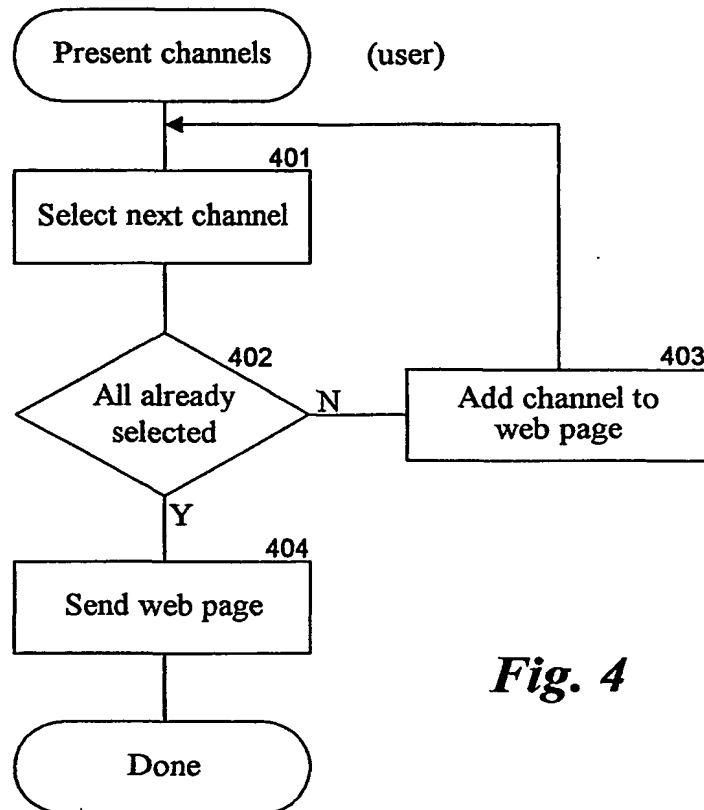 Present channels
(user)
401
Select next channel
402
All already
selected
N
403
Add channel to
web page
Y
404
Send web page
Fig. 4
Done